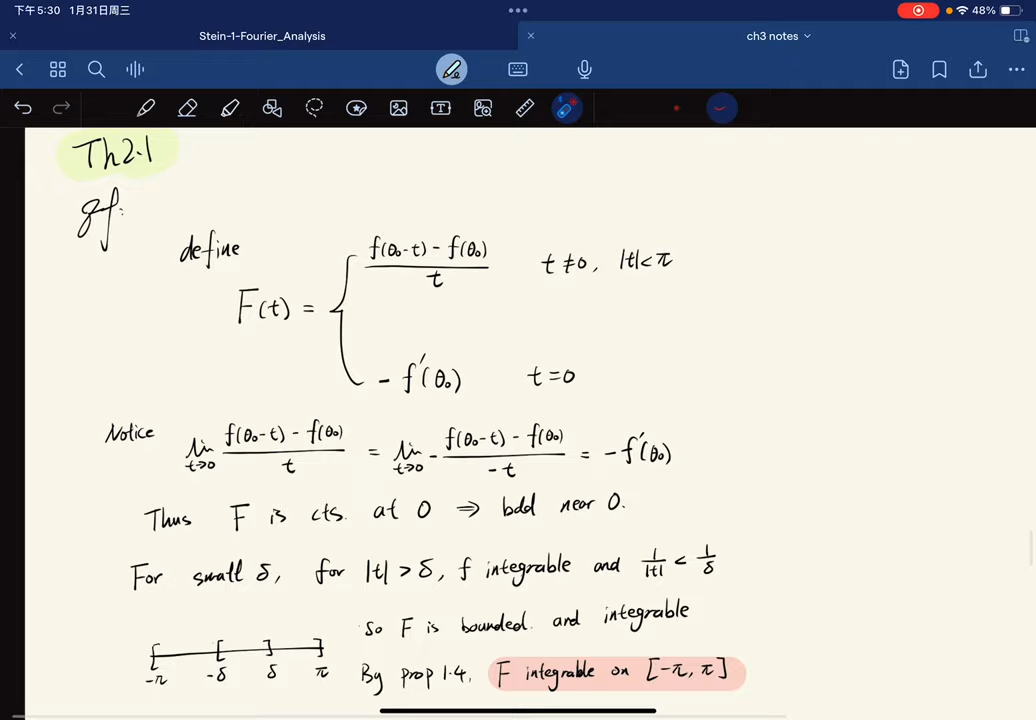 下午5:30 1月31日周三
48%
Stein-1-Fourier_Analysis
ch3 notes
Th2.1
pf:
define
F(t) = { (f(θ₀-t) - f(θ₀))/t t≠0, |t|<π
- f'(θ₀) t=0
Notice lim_{t→0} (f(θ₀-t) - f(θ₀))/t = lim_{t→0} - (f(θ₀-t) - f(θ₀))/(-t) = -f'(θ₀)
Thus F is cts. at 0 ⇒ bdd near 0.
For small δ, for |t| > δ, f integrable and 1/|t| < 1/δ
So F is bounded. and integrable
-π -δ δ π
By prop 1.4, F integrable on [-π, π]